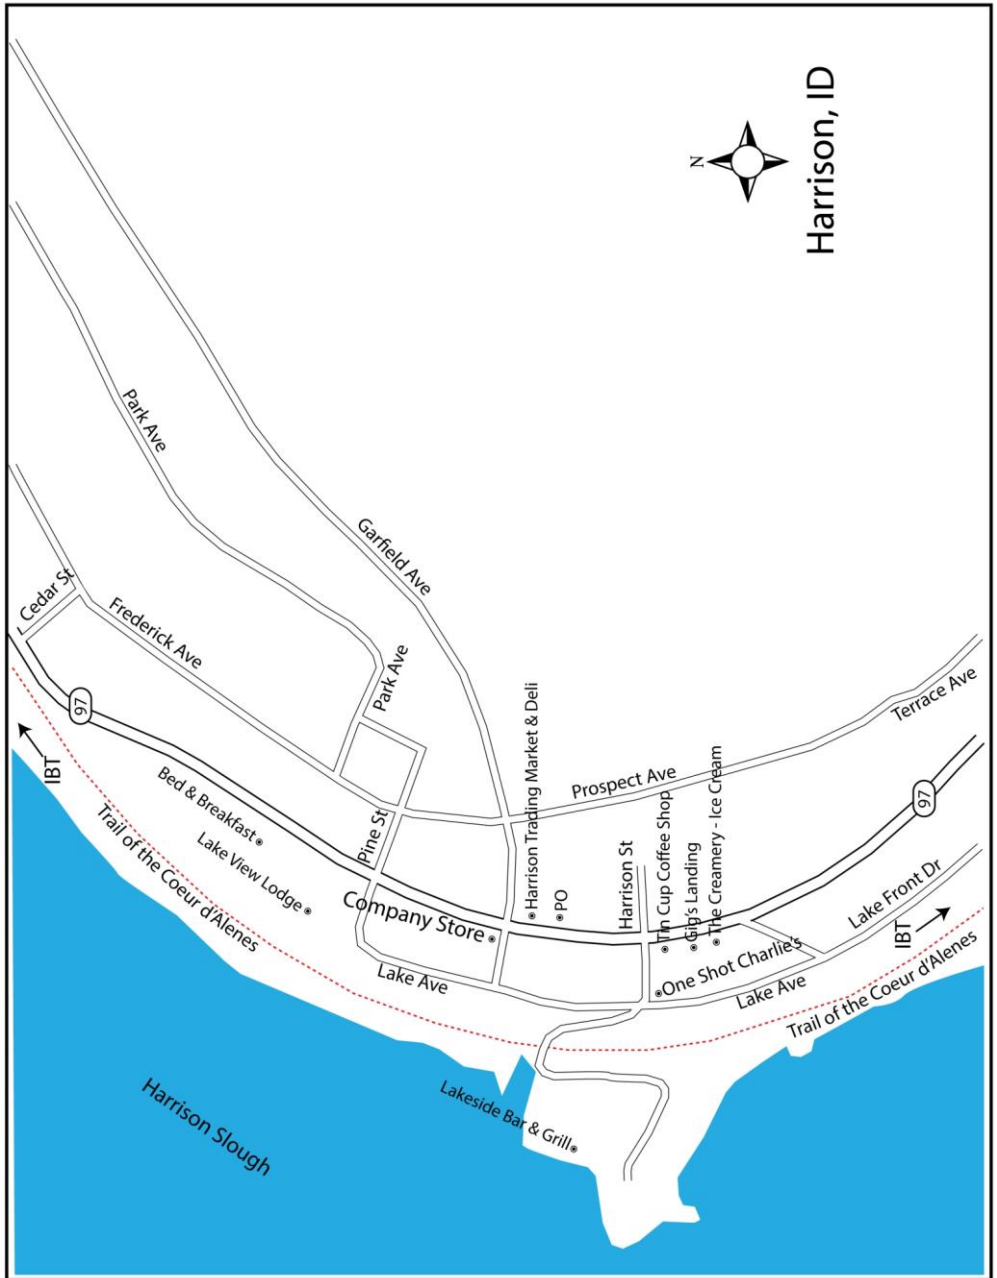 Harrison, ID
N
Park Ave
Garfield Ave
Cedar St
Frederick Ave
Park Ave
97
IBT
Bed & Breakfast
Lake View Lodge
Trail of the Coeur d'Alenes
Pine St
Company Store
Lake Ave
Harrison Trading Market & Deli
PO
Prospect Ave
Terrace Ave
Harrison St
Tin Cup Coffee Shop
Gig's Landing
The Creamery - Ice Cream
97
One Shot Charlie's
Lake Front Dr
IBT
Lake Ave
Trail of the Coeur d'Alenes
Lakeside Bar & Grill
Harrison Slough